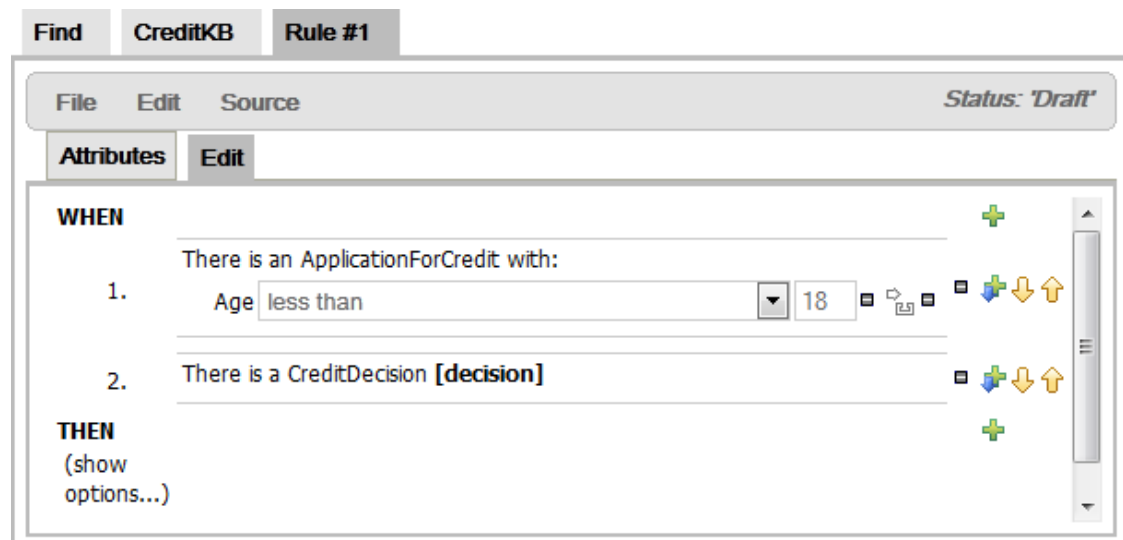 Find CreditKB Rule #1
File Edit Source Status: 'Draft'
Attributes Edit
WHEN
There is an ApplicationForCredit with:
1.
Age less than 18
2. There is a CreditDecision [decision]
THEN
(show
options...)